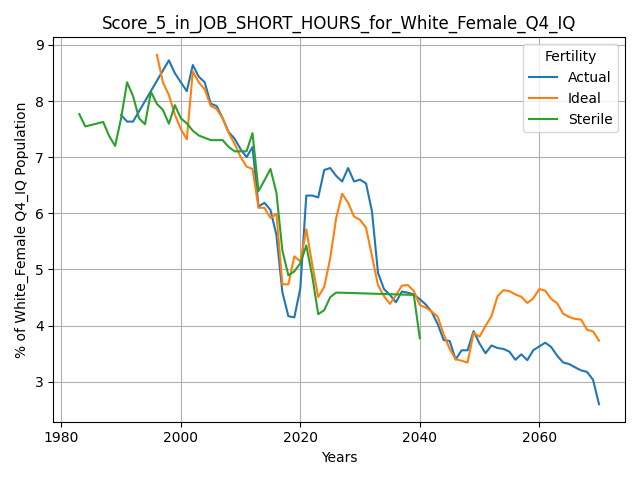 Score_5_in_JOB_SHORT_HOURS_for_White_Female_Q4_IQ
% of White_Female Q4_IQ Population
9
8
7
6
5
4
3
Fertility
Actual
Ideal
Sterile
1980 2000 2020 2040 2060
Years